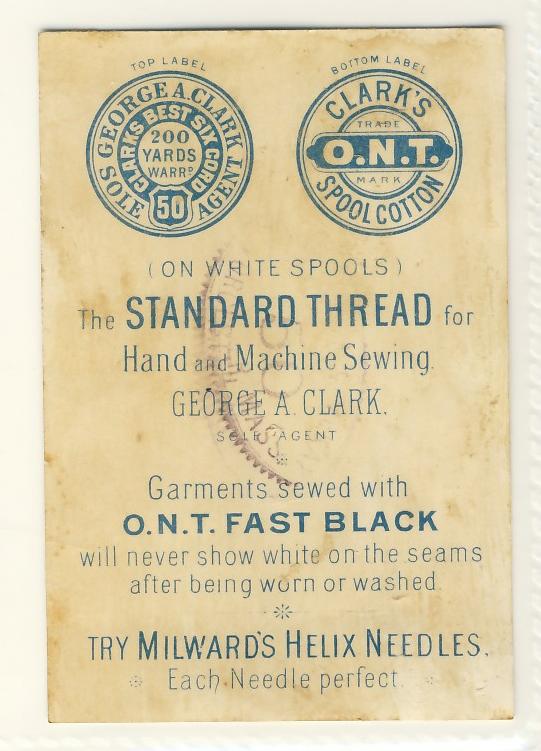 TOP LABEL
GEORGE A. CLARK
SOLE AGENT
CLARKS BEST SIX CORD
200
YARDS
WARRD
50
BOTTOM LABEL
CLARK'S
TRADE
O.N.T.
MARK
SPOOL COTTON
(ON WHITE SPOOLS)
The STANDARD THREAD for
Hand and Machine Sewing.
GEORGE A. CLARK.
SOLE AGENT
Garments sewed with
O.N.T. FAST BLACK
will never show white on the seams
after being worn or washed.
TRY MILWARD'S HELIX NEEDLES.
Each Needle perfect.
MASS